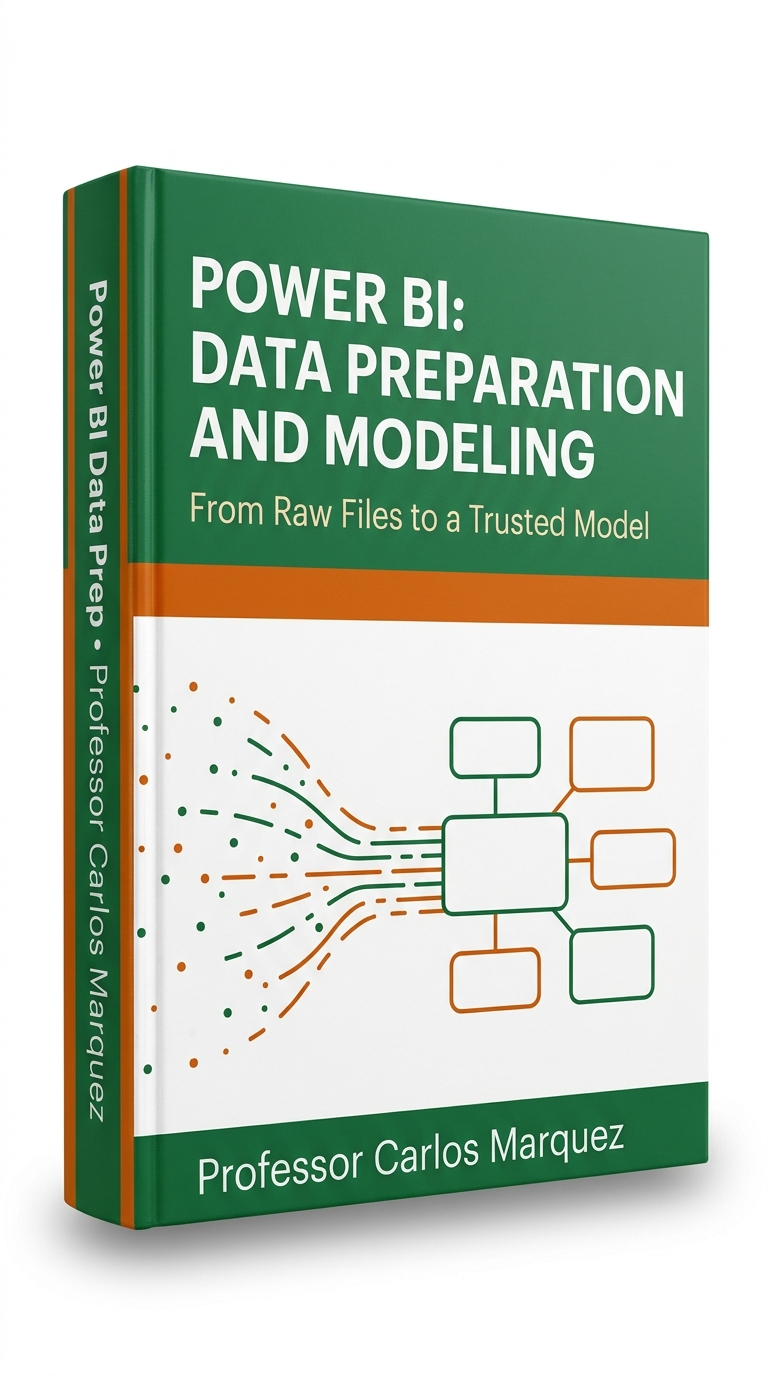 POWER BI:
DATA PREPARATION
AND MODELING
From Raw Files to a Trusted Model
Professor Carlos Marquez
Power BI Data Prep • Professor Carlos Marquez